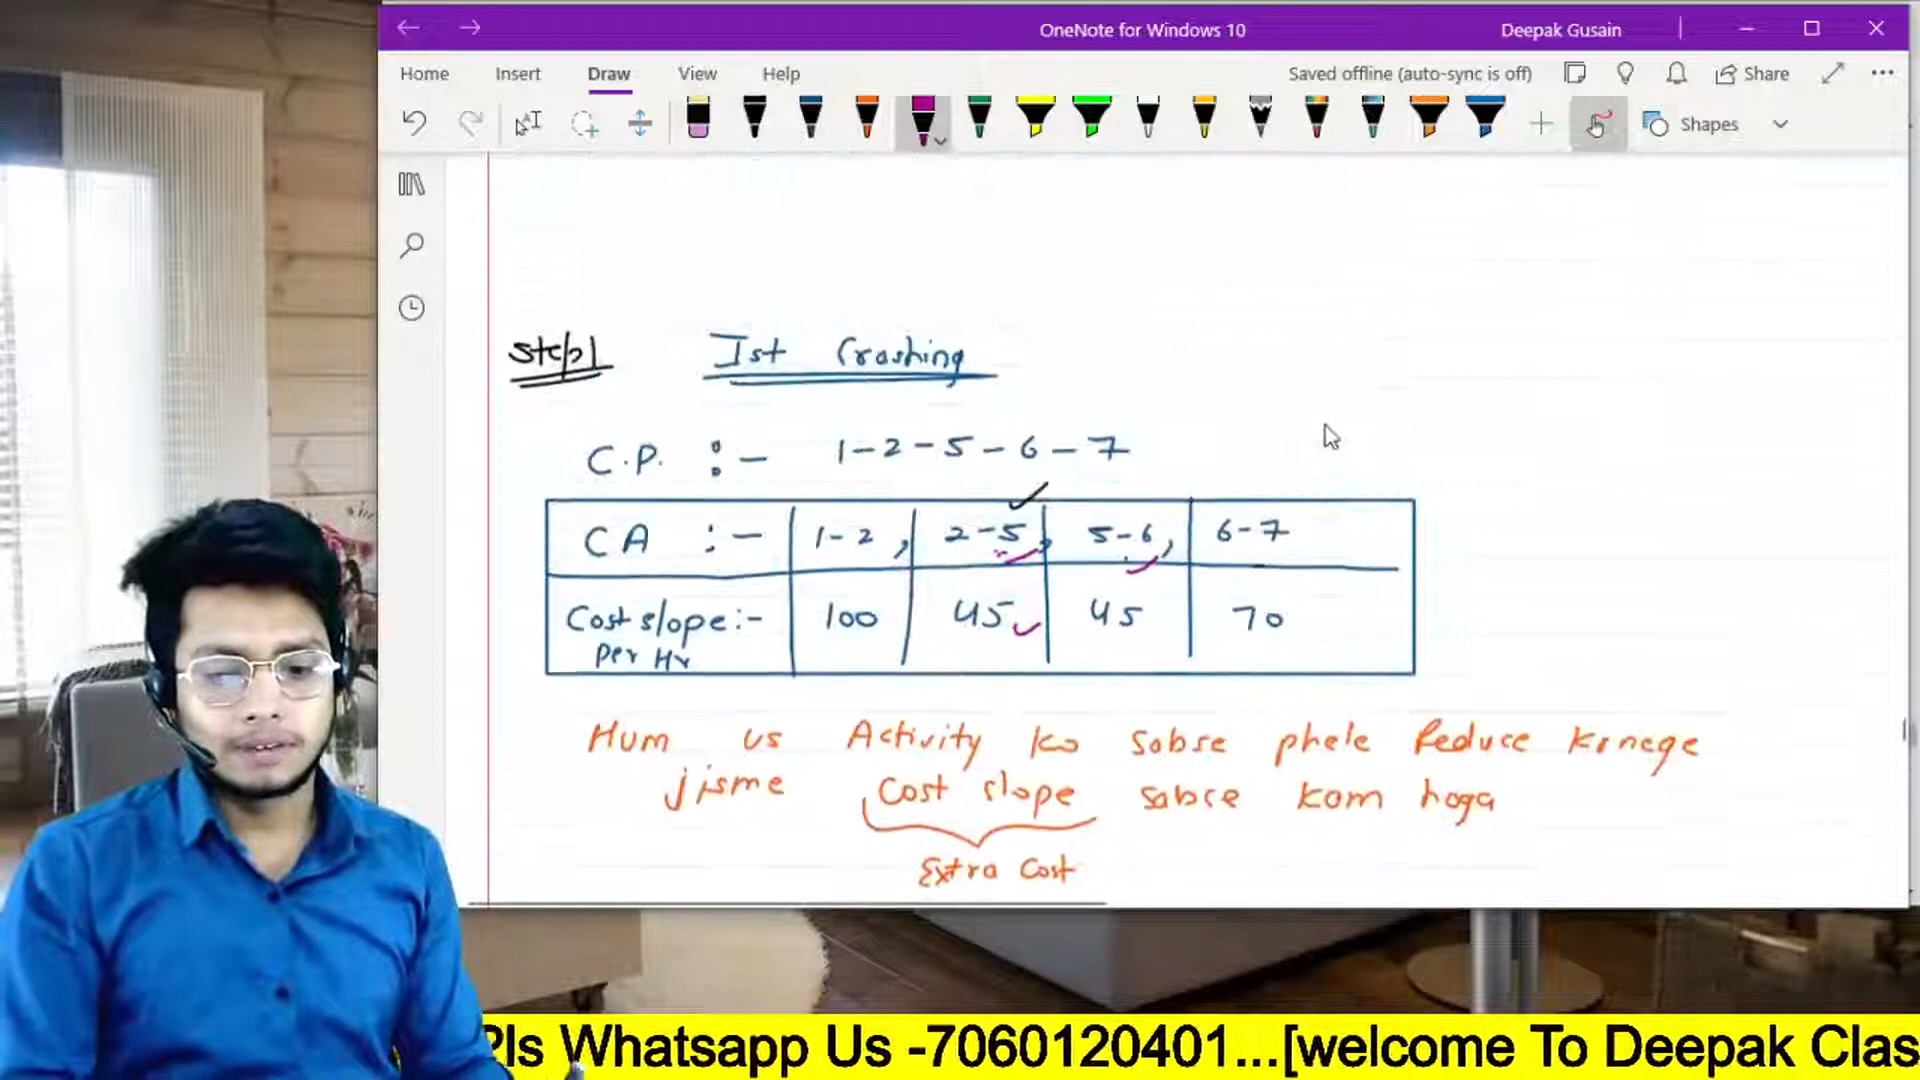 OneNote for Windows 10
Deepak Gusain
Home Insert Draw View Help
Saved offline (auto-sync is off)
Share
Shapes
Step1 Ist Crashing
C.P. :- 1-2-5-6-7
CA :- 1-2, 2-5, 5-6, 6-7
Cost slope:- 100 45 45 70
Per Hr
Hum us Activity ko sabse phele Reduce krnege
jisme Cost slope sabse kam hoga
Extra Cost
Pls Whatsapp Us -7060120401...[welcome To Deepak Clas